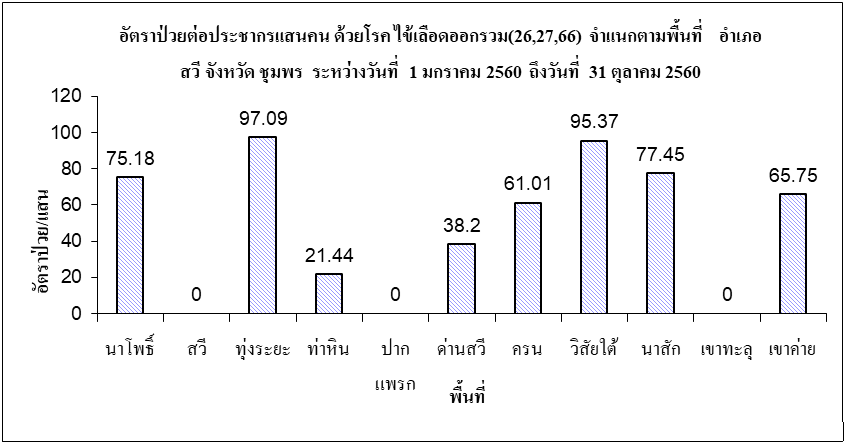 อัตราป่วยต่อประชากรแสนคน ด้วยโรค ไข้เลือดออกรวม(26,27,66) จำแนกตามพื้นที่ อำเภอ
สวี จังหวัด ชุมพร ระหว่างวันที่ 1 มกราคม 2560 ถึงวันที่ 31 ตุลาคม 2560
อัตราป่วย/แสน
120
100
80
60
40
20
0
75.18
0
97.09
21.44
0
38.2
61.01
95.37
77.45
0
65.75
นาโพธิ์
สวี
ทุ่งระยะ
ท่าหิน
ปาก
แพรก
ด่านสวี
ครน
วิสัยใต้
นาสัก
เขาทะลุ
เขาค่าย
พื้นที่